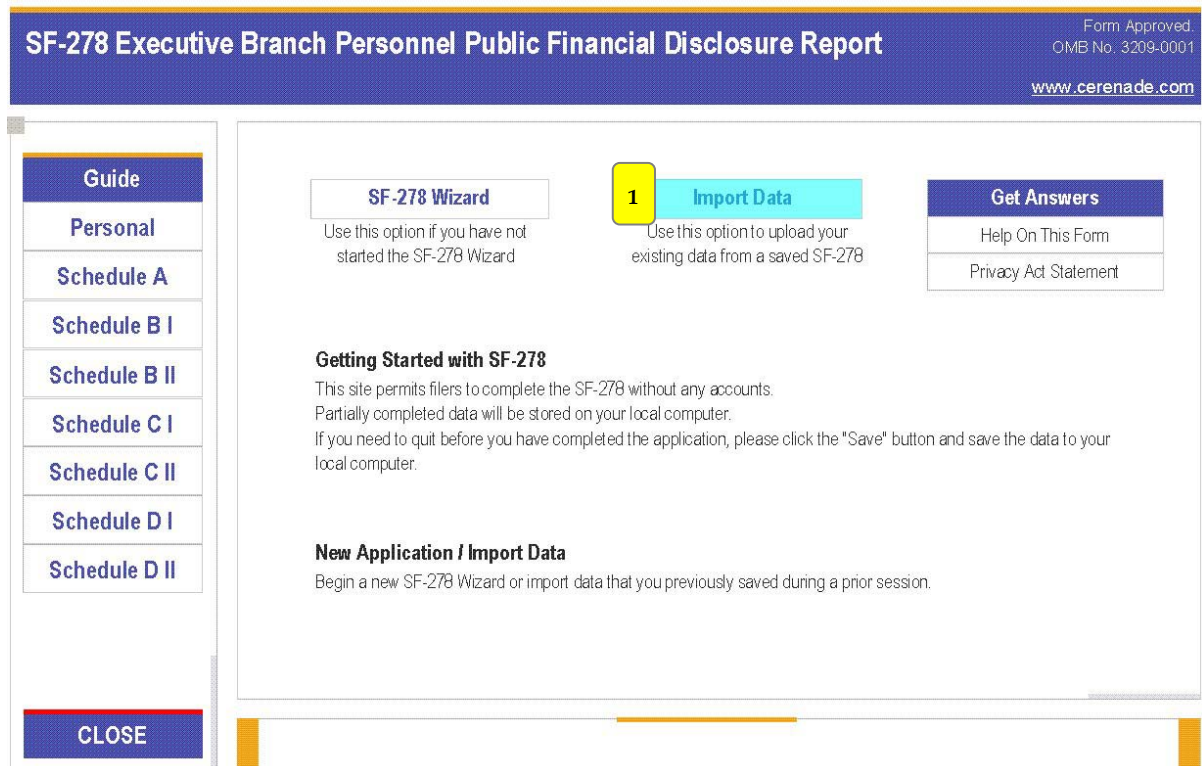 SF-278 Executive Branch Personnel Public Financial Disclosure Report
Form Approved.
OMB No. 3209-0001
www.cerenade.com
Guide
Personal
Schedule A
Schedule B I
Schedule B II
Schedule C I
Schedule C II
Schedule D I
Schedule D II
CLOSE
SF-278 Wizard
Use this option if you have not
started the SF-278 Wizard
1
Import Data
Use this option to upload your
existing data from a saved SF-278
Get Answers
Help On This Form
Privacy Act Statement
Getting Started with SF-278
This site permits filers to complete the SF-278 without any accounts.
Partially completed data will be stored on your local computer.
If you need to quit before you have completed the application, please click the "Save" button and save the data to your
local computer.
New Application / Import Data
Begin a new SF-278 Wizard or import data that you previously saved during a prior session.